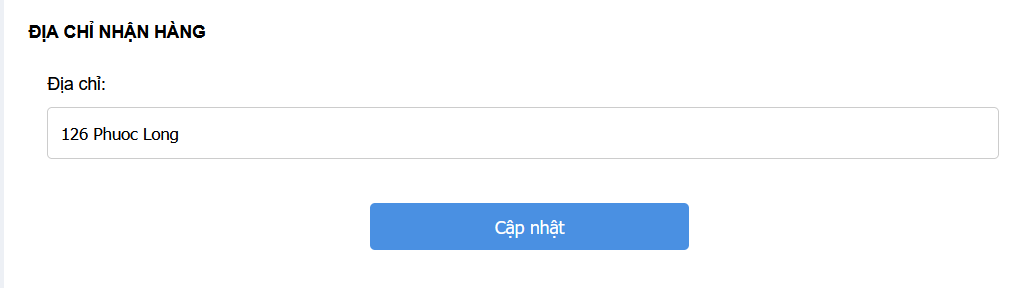 ĐỊA CHỈ NHẬN HÀNG
Địa chỉ:
126 Phuoc Long
Cập nhật